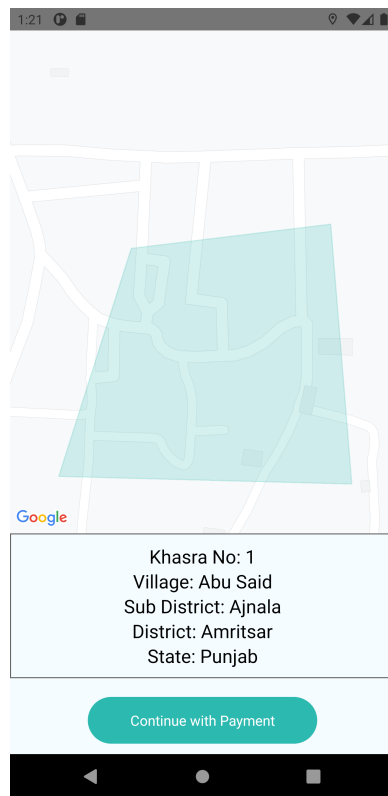 1:21
Google
Khasra No: 1
Village: Abu Said
Sub District: Ajnala
District: Amritsar
State: Punjab
Continue with Payment